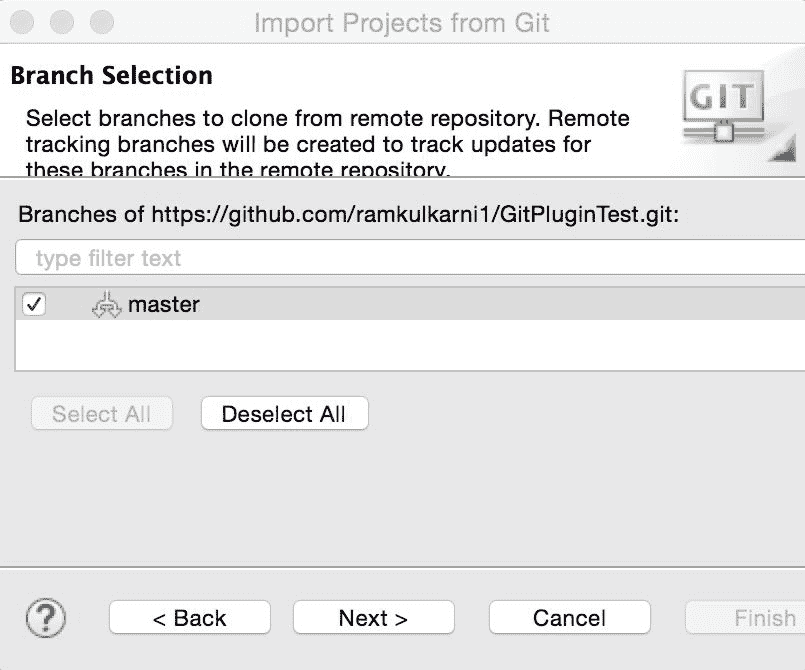 Import Projects from Git
Branch Selection
GIT
Select branches to clone from remote repository. Remote
tracking branches will be created to track updates for
these branches in the remote repository.
Branches of https://github.com/ramkulkarni1/GitPluginTest.git:
type filter text
master
Select All
Deselect All
?
< Back
Next >
Cancel
Finish